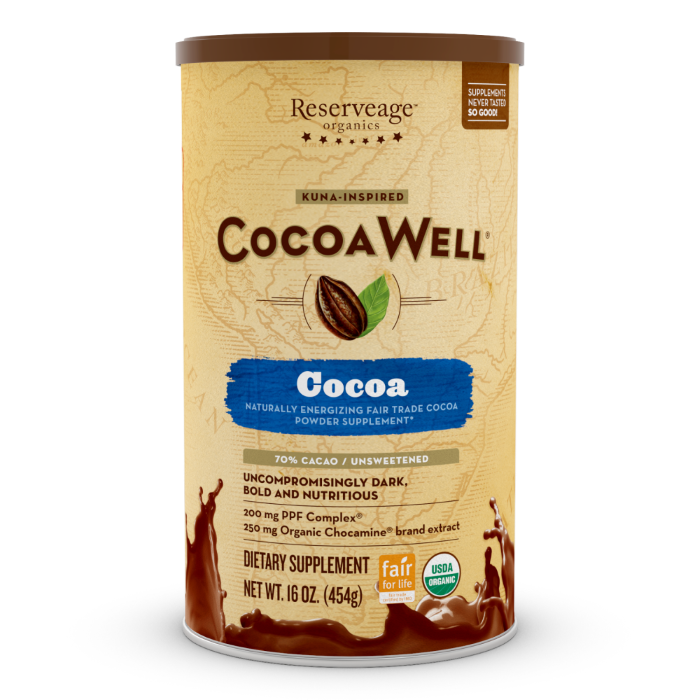 SUPPLEMENTS
NEVER TASTED
SO GOOD!
Reserveage™
organics
KUNA-INSPIRED
COCOAWELL®
Cocoa
NATURALLY ENERGIZING FAIR TRADE COCOA
POWDER SUPPLEMENT*
70% CACAO / UNSWEETENED
UNCOMPROMISINGLY DARK,
BOLD AND NUTRITIOUS
200 mg PPF Complex®
250 mg Organic Chocamine® brand extract
DIETARY SUPPLEMENT
NET WT. 16 OZ. (454g)
fair
for life
USDA
ORGANIC